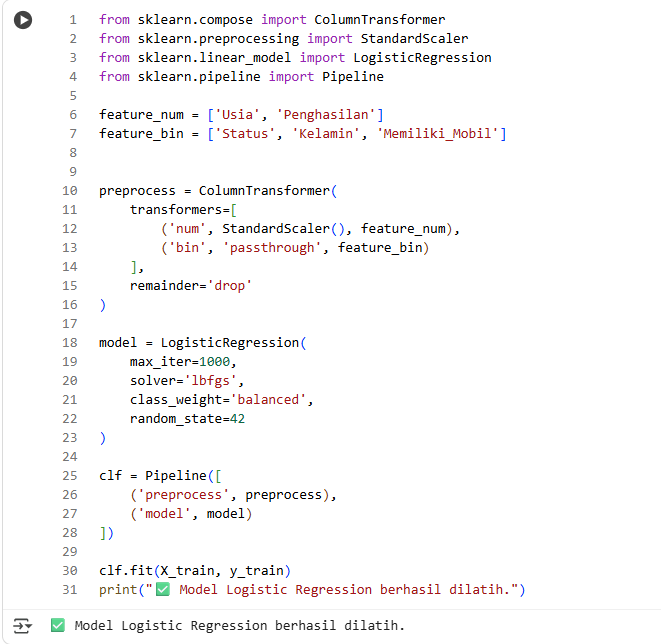 1 from sklearn.compose import ColumnTransformer
2 from sklearn.preprocessing import StandardScaler
3 from sklearn.linear_model import LogisticRegression
4 from sklearn.pipeline import Pipeline
5
6 feature_num = ['Usia', 'Penghasilan']
7 feature_bin = ['Status', 'Kelamin', 'Memiliki_Mobil']
8
9
10 preprocess = ColumnTransformer(
11     transformers=[
12         ('num', StandardScaler(), feature_num),
13         ('bin', 'passthrough', feature_bin)
14     ],
15     remainder='drop'
16 )
17
18 model = LogisticRegression(
19     max_iter=1000,
20     solver='lbfgs',
21     class_weight='balanced',
22     random_state=42
23 )
24
25 clf = Pipeline([
26     ('preprocess', preprocess),
27     ('model', model)
28 ])
29
30 clf.fit(X_train, y_train)
31 print("✅ Model Logistic Regression berhasil dilatih.")
✅ Model Logistic Regression berhasil dilatih.